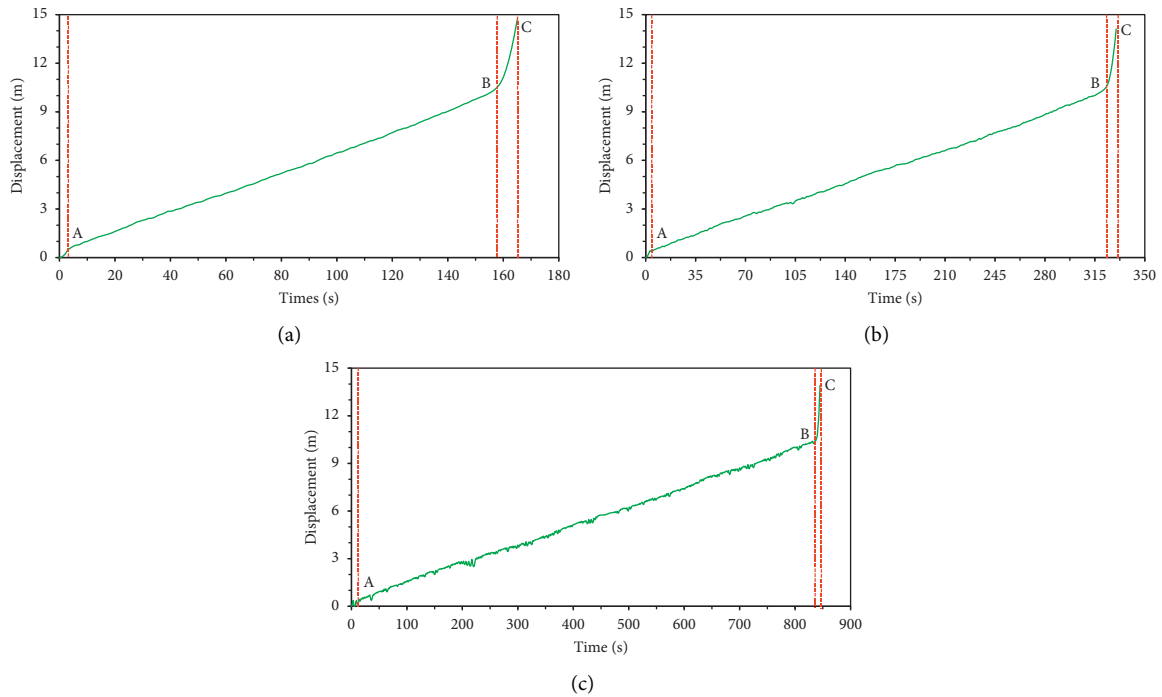 15
12
9
6
3
0
Displacement (m)
A
B
C
0 20 40 60 80 100 120 140 160 180
Times (s)
(a)
15
12
9
6
3
0
Displacement (m)
A
B
C
0 35 70 105 140 175 210 245 280 315 350
Time (s)
(b)
15
12
9
6
3
0
Displacement (m)
A
B
C
0 100 200 300 400 500 600 700 800 900
Time (s)
(c)